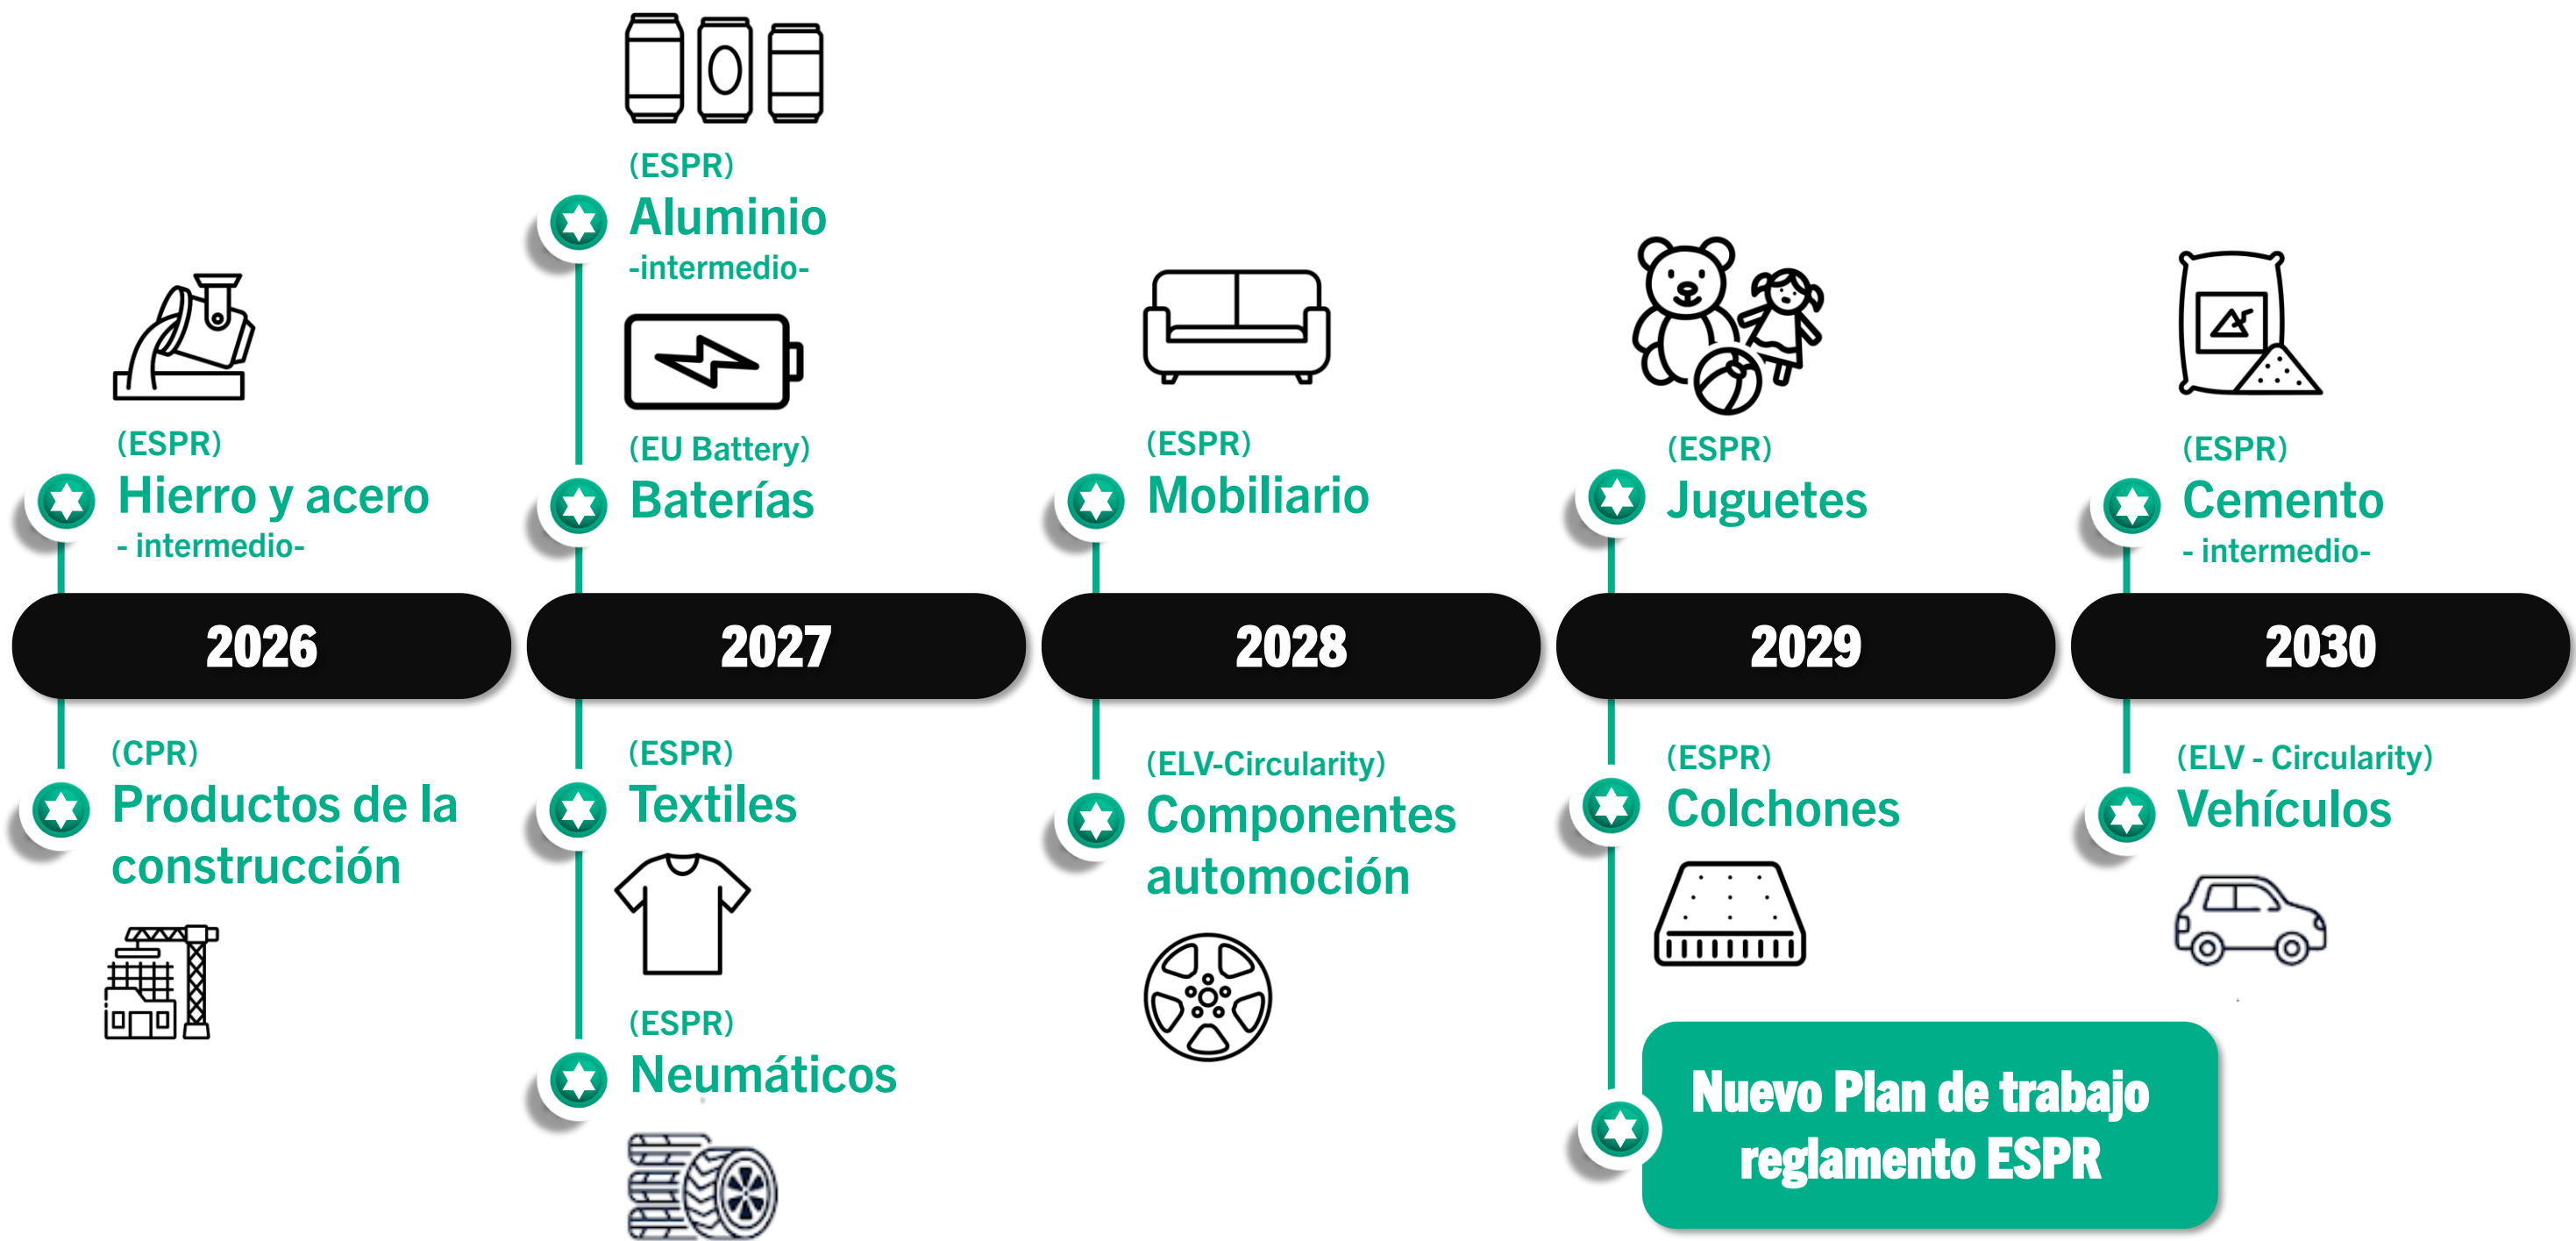 (ESPR)
Hierro y acero
- intermedio-
2026
(CPR)
Productos de la
construcción
(ESPR)
Aluminio
-intermedio-
(EU Battery)
Baterías
2027
(ESPR)
Textiles
(ESPR)
Neumáticos
(ESPR)
Mobiliario
2028
(ELV-Circularity)
Componentes
automoción
(ESPR)
Juguetes
2029
(ESPR)
Colchones
Nuevo Plan de trabajo
reglamento ESPR
(ESPR)
Cemento
- intermedio-
2030
(ELV - Circularity)
Vehículos